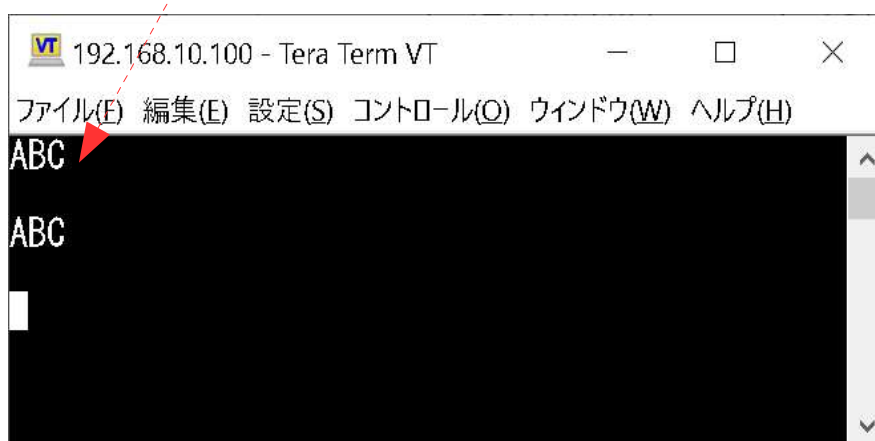 VT 192.168.10.100 - Tera Term VT
ファイル(F) 編集(E) 設定(S) コントロール(O) ウィンドウ(W) ヘルプ(H)
ABC
ABC